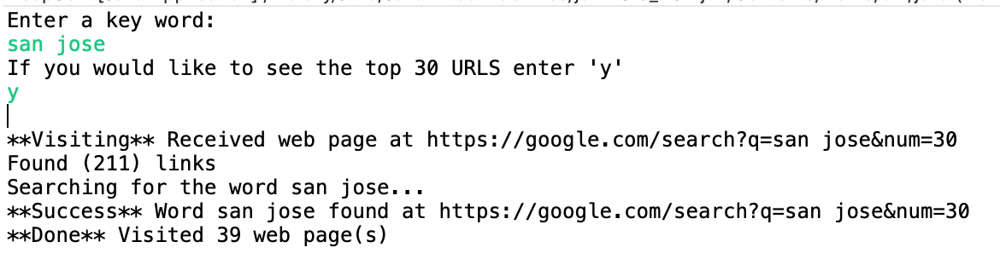 Enter a key word:
san jose
If you would like to see the top 30 URLS enter 'y'
y
**Visiting** Received web page at https://google.com/search?q=san jose&num=30
Found (211) links
Searching for the word san jose...
**Success** Word san jose found at https://google.com/search?q=san jose&num=30
**Done** Visited 39 web page(s)